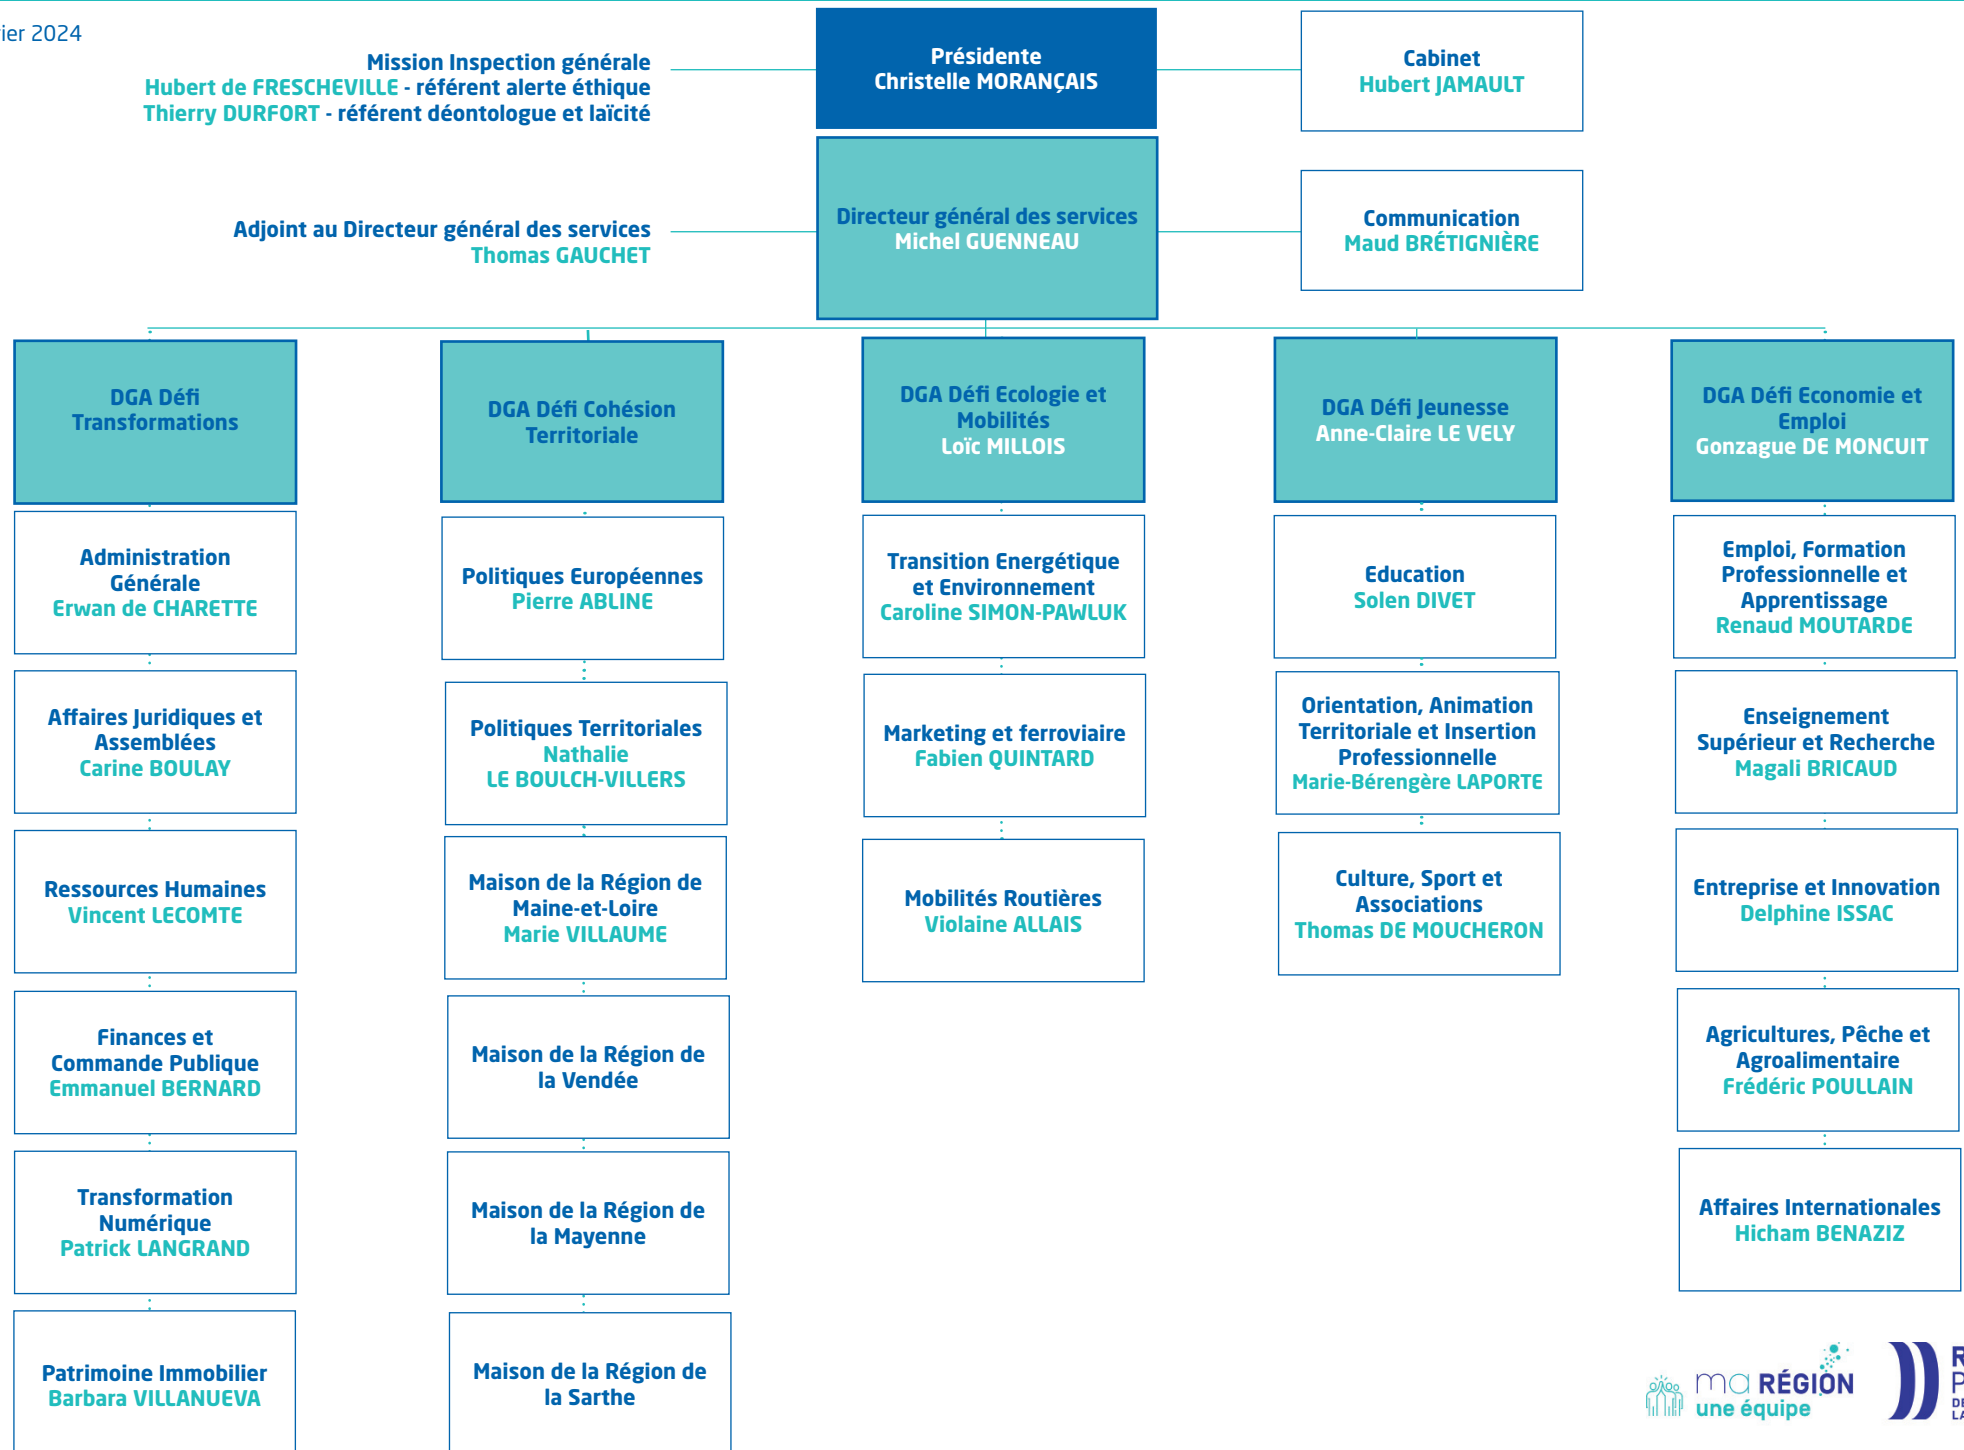 2024
Mission Inspection générale
Hubert de FRESCHEVILLE - référent alerte éthique
Thierry DURFORT - référent déontologue et laïcité
Présidente
Christelle MORANÇAIS
Cabinet
Hubert JAMAULT
Adjoint au Directeur général des services
Thomas GAUCHET
Directeur général des services
Michel GUENNEAU
Communication
Maud BRÉTIGNIÈRE
DGA Défi
Transformations
Administration
Générale
Erwan de CHARETTE
Affaires Juridiques et
Assemblées
Carine BOULAY
Ressources Humaines
Vincent LECOMTE
Finances et
Commande Publique
Emmanuel BERNARD
Transformation
Numérique
Patrick LANGRAND
Patrimoine Immobilier
Barbara VILLANUEVA
DGA Défi Cohésion
Territoriale
Politiques Européennes
Pierre ABLINE
Politiques Territoriales
Nathalie
LE BOULCH-VILLERS
Maison de la Région de
Maine-et-Loire
Marie VILLAUME
Maison de la Région de
la Vendée
Maison de la Région de
la Mayenne
Maison de la Région de
la Sarthe
DGA Défi Ecologie et
Mobilités
Loïc MILLOIS
Transition Energétique
et Environnement
Caroline SIMON-PAWLUK
Marketing et ferroviaire
Fabien QUINTARD
Mobilités Routières
Violaine ALLAIS
DGA Défi Jeunesse
Anne-Claire LE VELY
Education
Solen DIVET
Orientation, Animation
Territoriale et Insertion
Professionnelle
Marie-Bérengère LAPORTE
Culture, Sport et
Associations
Thomas DE MOUCHERON
DGA Défi Economie et
Emploi
Gonzague DE MONCUIT
Emploi, Formation
Professionnelle et
Apprentissage
Renaud MOUTARDE
Enseignement
Supérieur et Recherche
Magali BRICAUD
Entreprise et Innovation
Delphine ISSAC
Agricultures, Pêche et
Agroalimentaire
Frédéric POULLAIN
Affaires Internationales
Hicham BENAZIZ
ma RÉGION
une équipe